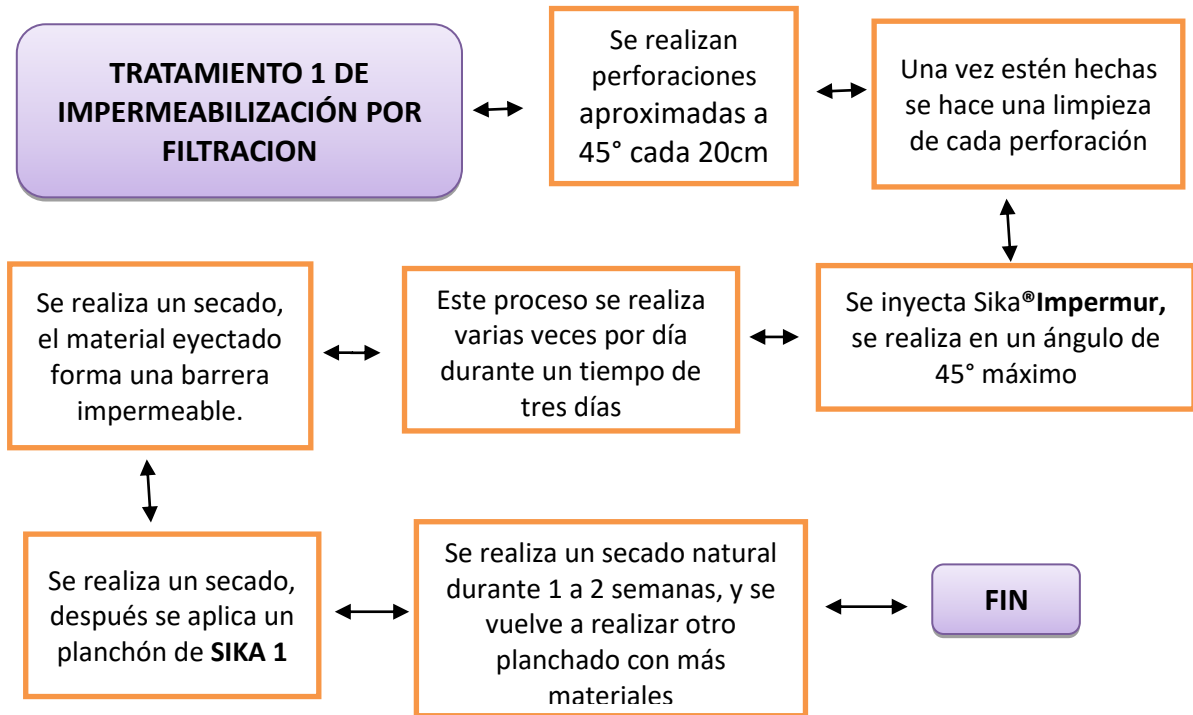 TRATAMIENTO 1 DE
IMPERMEABILIZACIÓN POR
FILTRACION
Se realizan
perforaciones
aproximadas a
45° cada 20cm
Una vez estén hechas
se hace una limpieza
de cada perforación
Se inyecta Sika®Impermur,
se realiza en un ángulo de
45° máximo
Este proceso se realiza
varias veces por día
durante un tiempo de
tres días
Se realiza un secado,
el material eyectado
forma una barrera
impermeable.
Se realiza un secado,
después se aplica un
planchón de SIKA 1
Se realiza un secado natural
durante 1 a 2 semanas, y se
vuelve a realizar otro
planchado con más
materiales
FIN